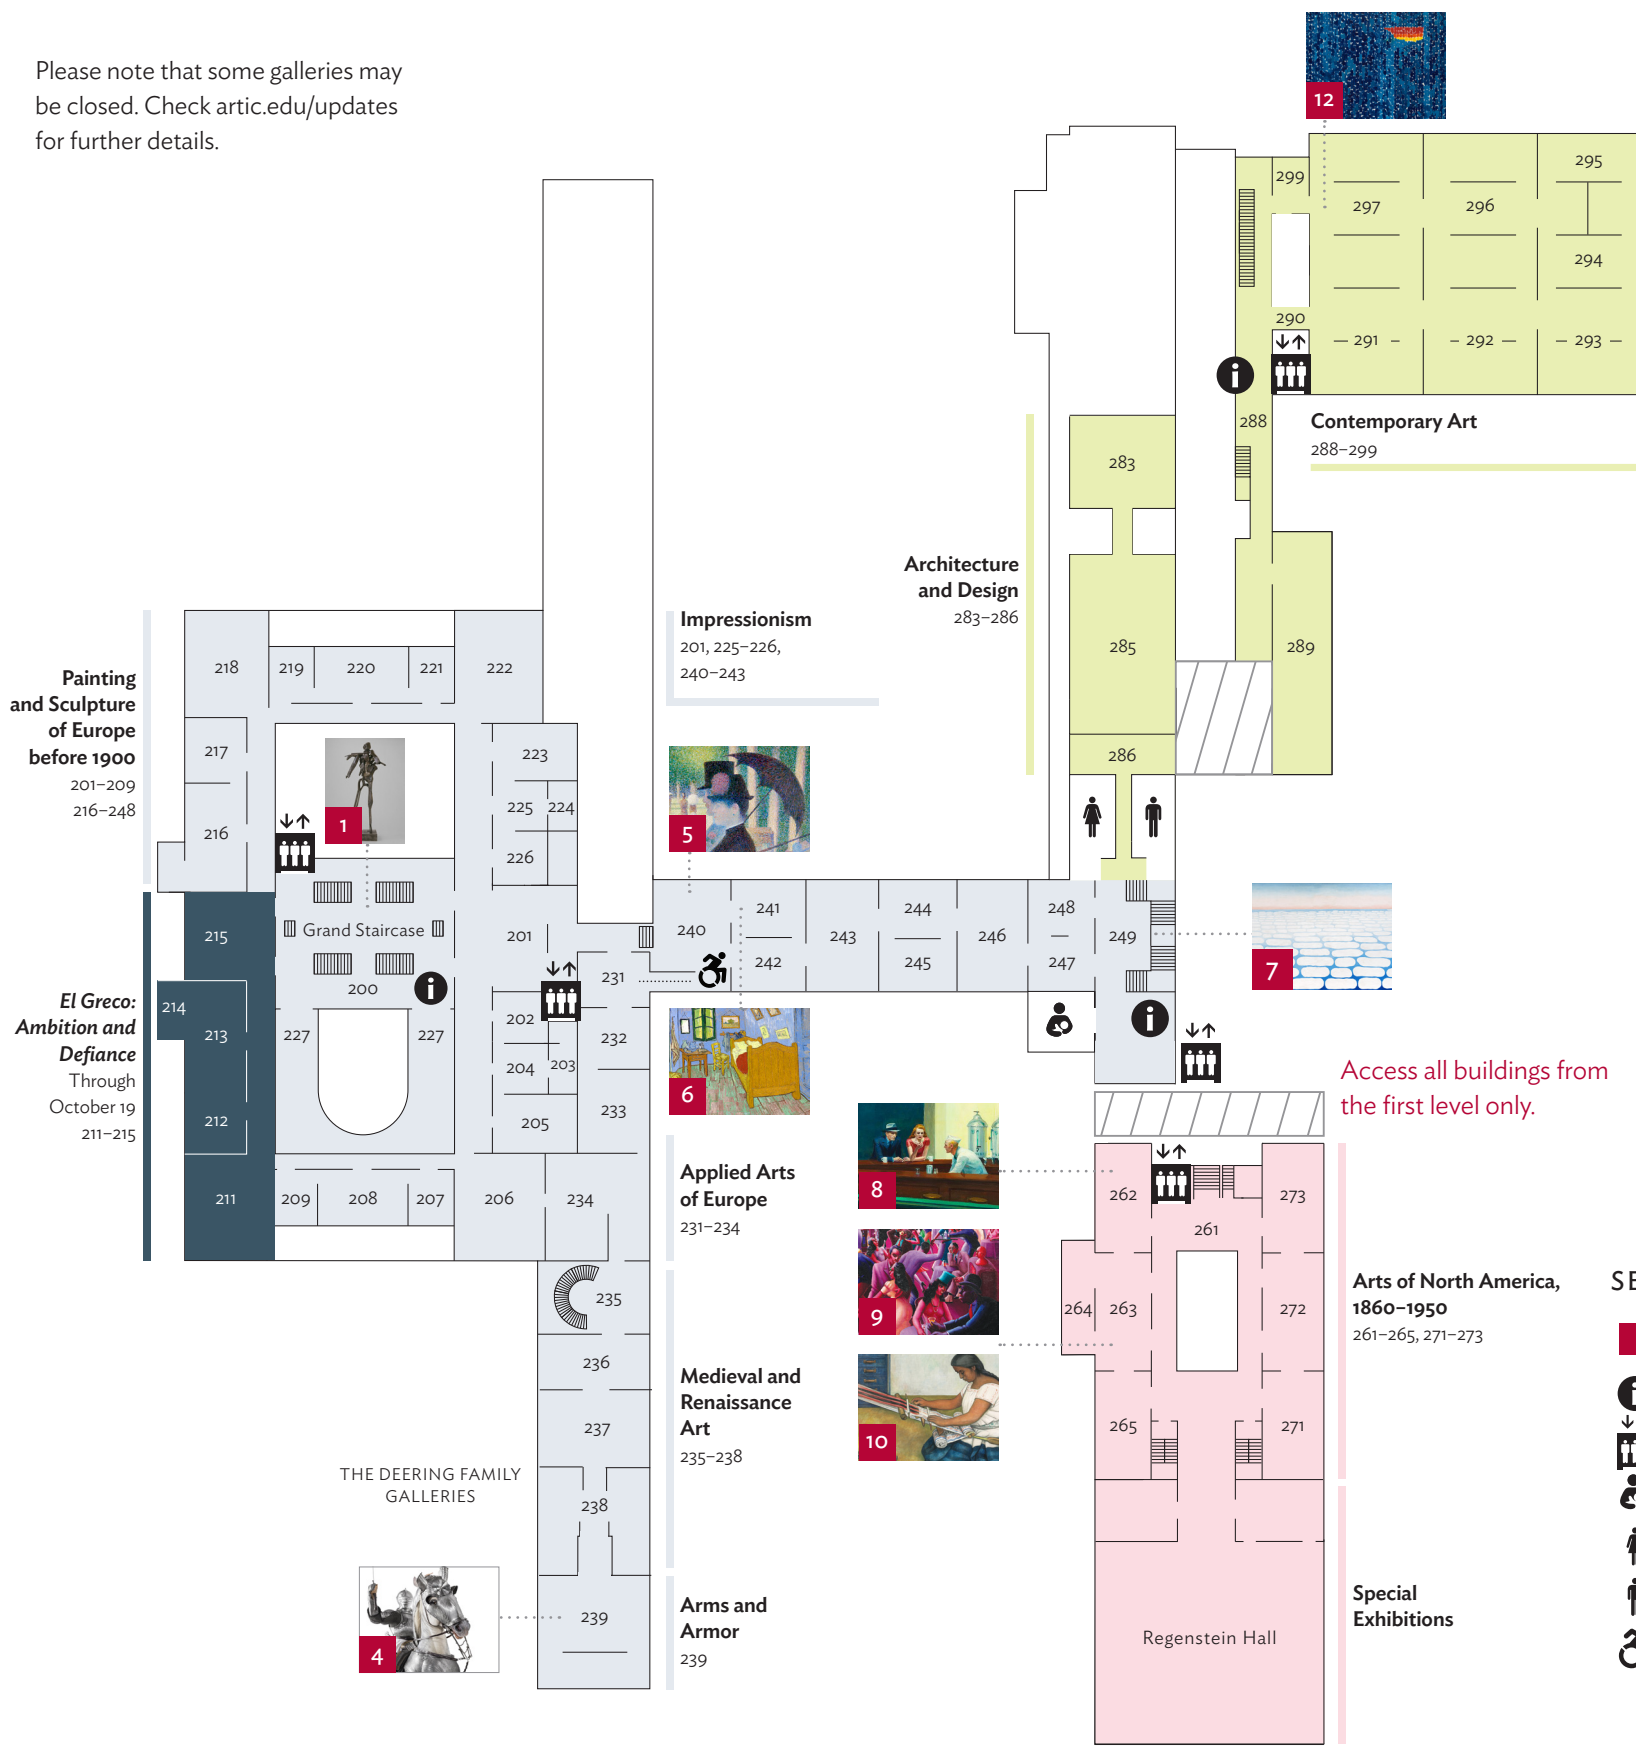 Please note that some galleries may
be closed. Check artic.edu/updates
for further details.
12
299
295
297
296
294
290
291
292
293
288
Contemporary Art
288–299
283
Architecture
and Design
283–286
285
289
286
Impressionism
201, 225–226,
240–243
Painting
and Sculpture
of Europe
before 1900
201–209
216–248
218
219
220
221
222
217
223
1
225
224
216
226
5
215
Grand Staircase
201
240
241
242
243
244
245
246
248
247
249
7
231
200
El Greco:
Ambition and
Defiance
Through
October 19
211–215
214
213
227
227
202
232
204
203
6
212
205
233
Access all buildings from
the first level only.
211
209
208
207
206
234
Applied Arts
of Europe
231–234
8
262
273
261
235
9
264
263
272
Arts of North America,
1860–1950
261–265, 271–273
SE
236
Medieval and
Renaissance
Art
235–238
237
10
265
271
THE DEERING FAMILY
GALLERIES
238
4
239
Arms and
Armor
239
Special
Exhibitions
Regenstein Hall